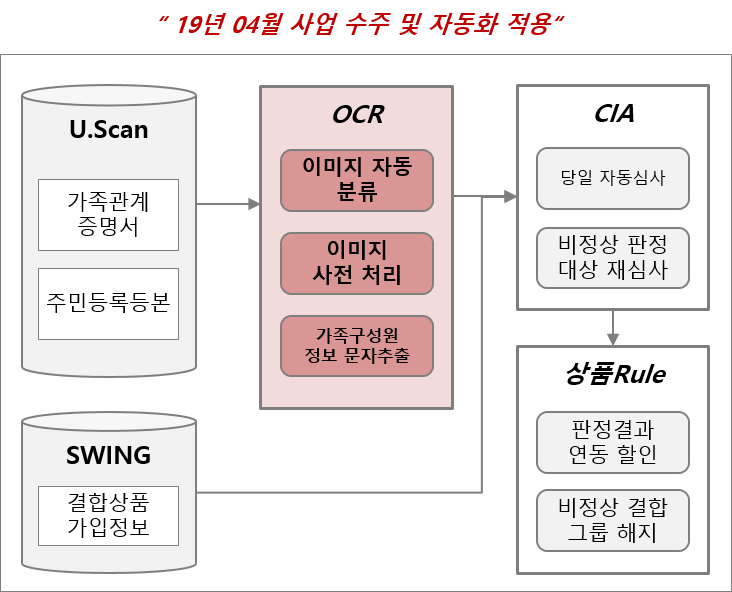 “ 19년 04월 사업 수주 및 자동화 적용”
U.Scan
가족관계
증명서
주민등록등본
SWING
결합상품
가입정보
OCR
이미지 자동
분류
이미지
사전 처리
가족구성원
정보 문자추출
CIA
당일 자동심사
비정상 판정
대상 재심사
상품Rule
판정결과
연동 할인
비정상 결합
그룹 해지